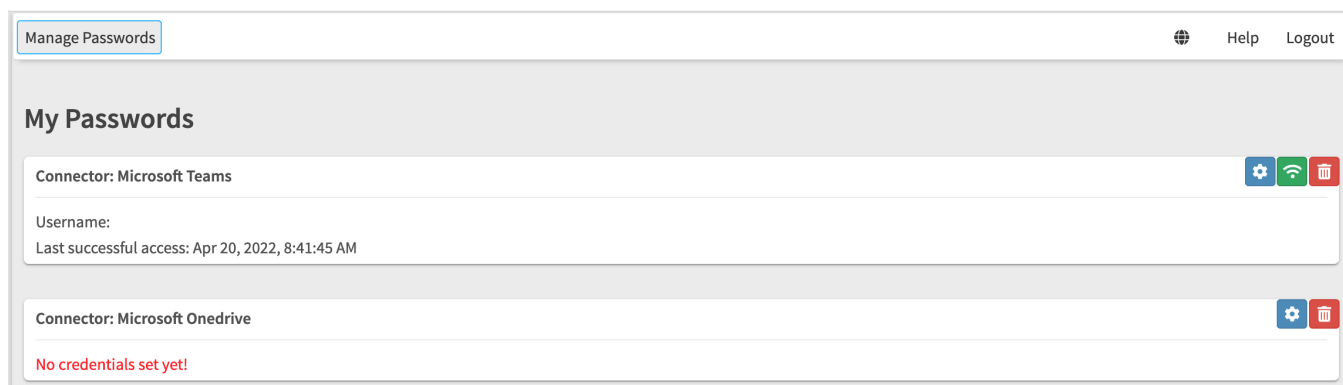 Manage Passwords Help Logout
My Passwords
Connector: Microsoft Teams
Username:
Last successful access: Apr 20, 2022, 8:41:45 AM
Connector: Microsoft Onedrive
No credentials set yet!